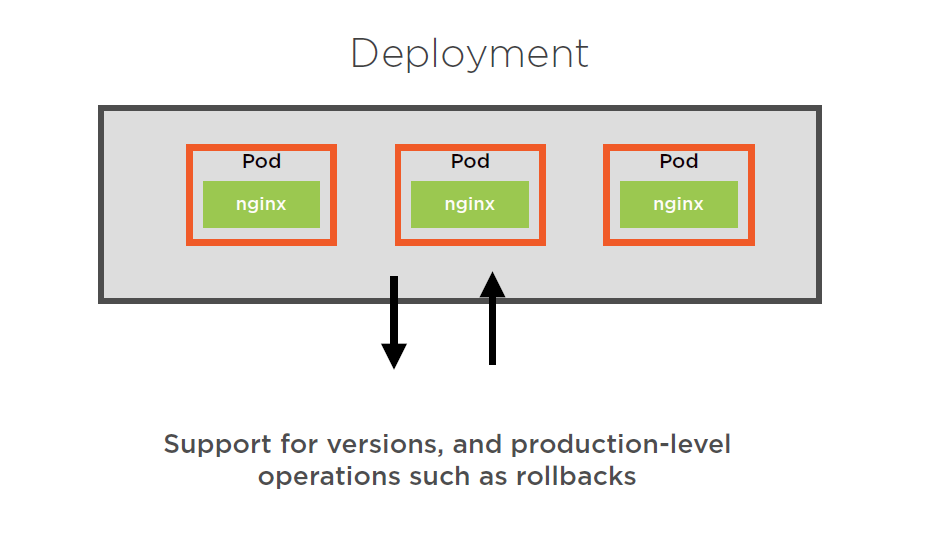 Deployment
Pod
Pod
Pod
nginx
nginx
nginx
Support for versions, and production-level
operations such as rollbacks